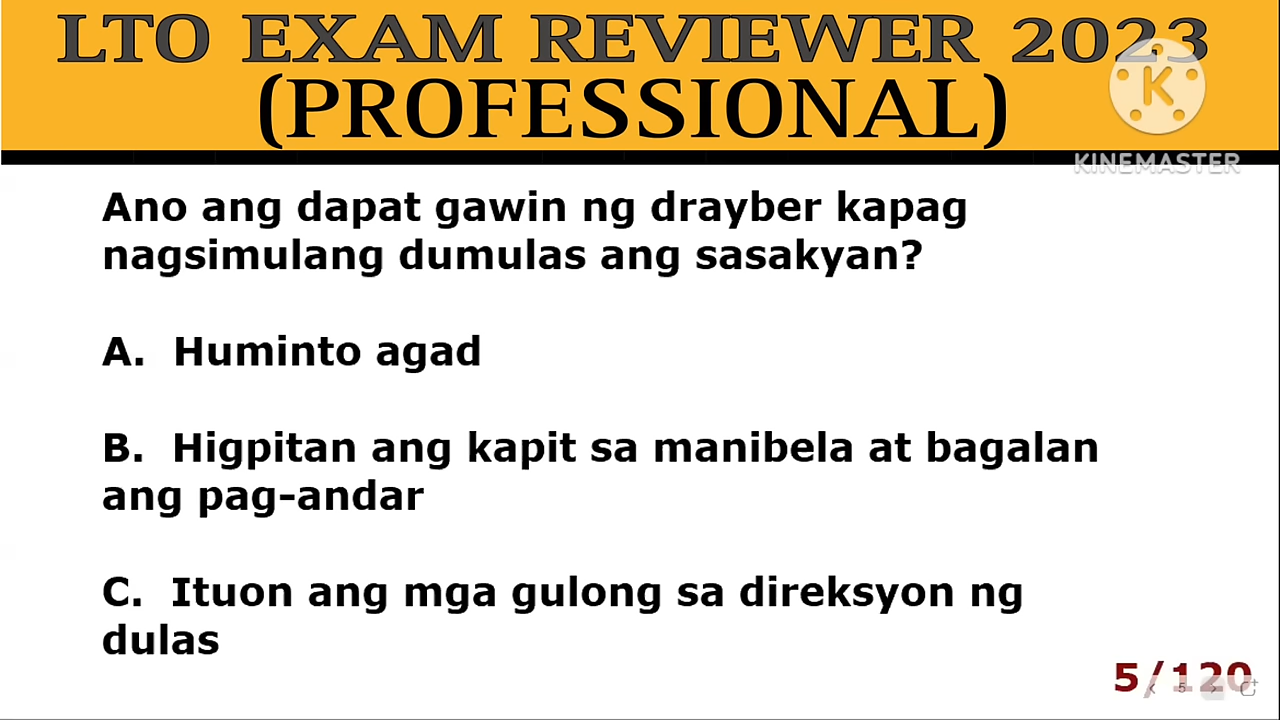 LTO EXAM REVIEWER 2023
(PROFESSIONAL)
K
KINEMASTER
Ano ang dapat gawin ng drayber kapag
nagsimulang dumulas ang sasakyan?
A. Huminto agad
B. Higpitan ang kapit sa manibela at bagalan
ang pag-andar
C. Ituon ang mga gulong sa direksyon ng
dulas
5/120
5